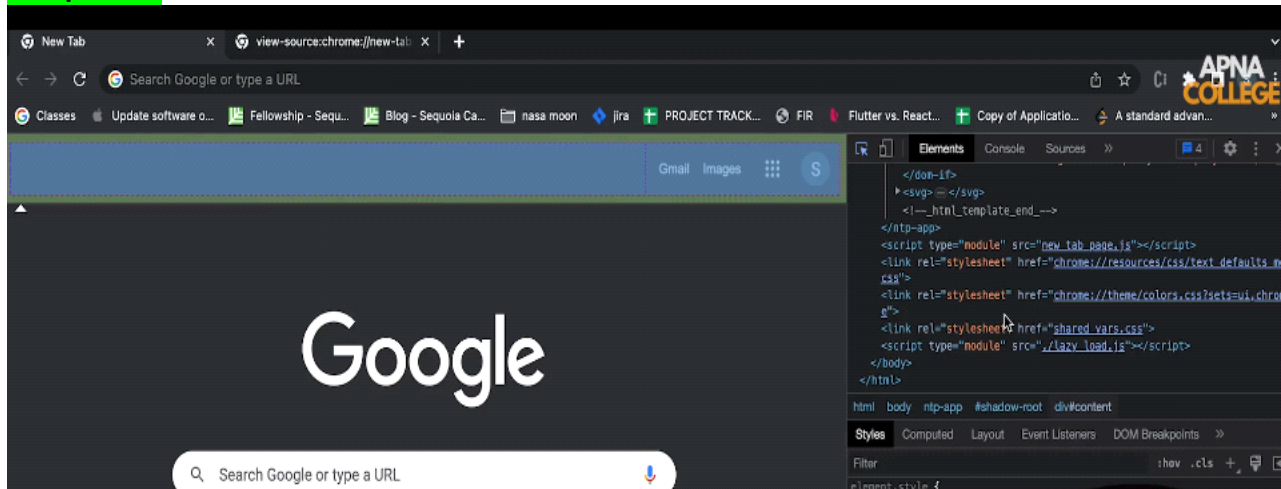 New Tab
view-source:chrome://new-tab
Search Google or type a URL
APNA
COLLEGE
Classes Update software o... Fellowship - Sequ... Blog - Sequoia Ca... nasa moon jira PROJECT TRACK... FIR Flutter vs. React... Copy of Applicatio... A standard advan... »
Gmail Images S
Elements Console Sources » 4
</dom-if>
<svg>…</svg>
<!--_html_template_end_-->
</ntp-app>
<script type="module" src="new_tab_page.js"></script>
<link rel="stylesheet" href="chrome://resources/css/text_defaults_m
css">
<link rel="stylesheet" href="chrome://theme/colors.css?sets=ui,chro
e">
<link rel="stylesheet" href="shared_vars.css">
<script type="module" src="./lazy_load.js"></script>
</body>
</html>
html body ntp-app #shadow-root div#content
Styles Computed Layout Event Listeners DOM Breakpoints »
Filter :hov .cls +
element.style {
Google
Search Google or type a URL